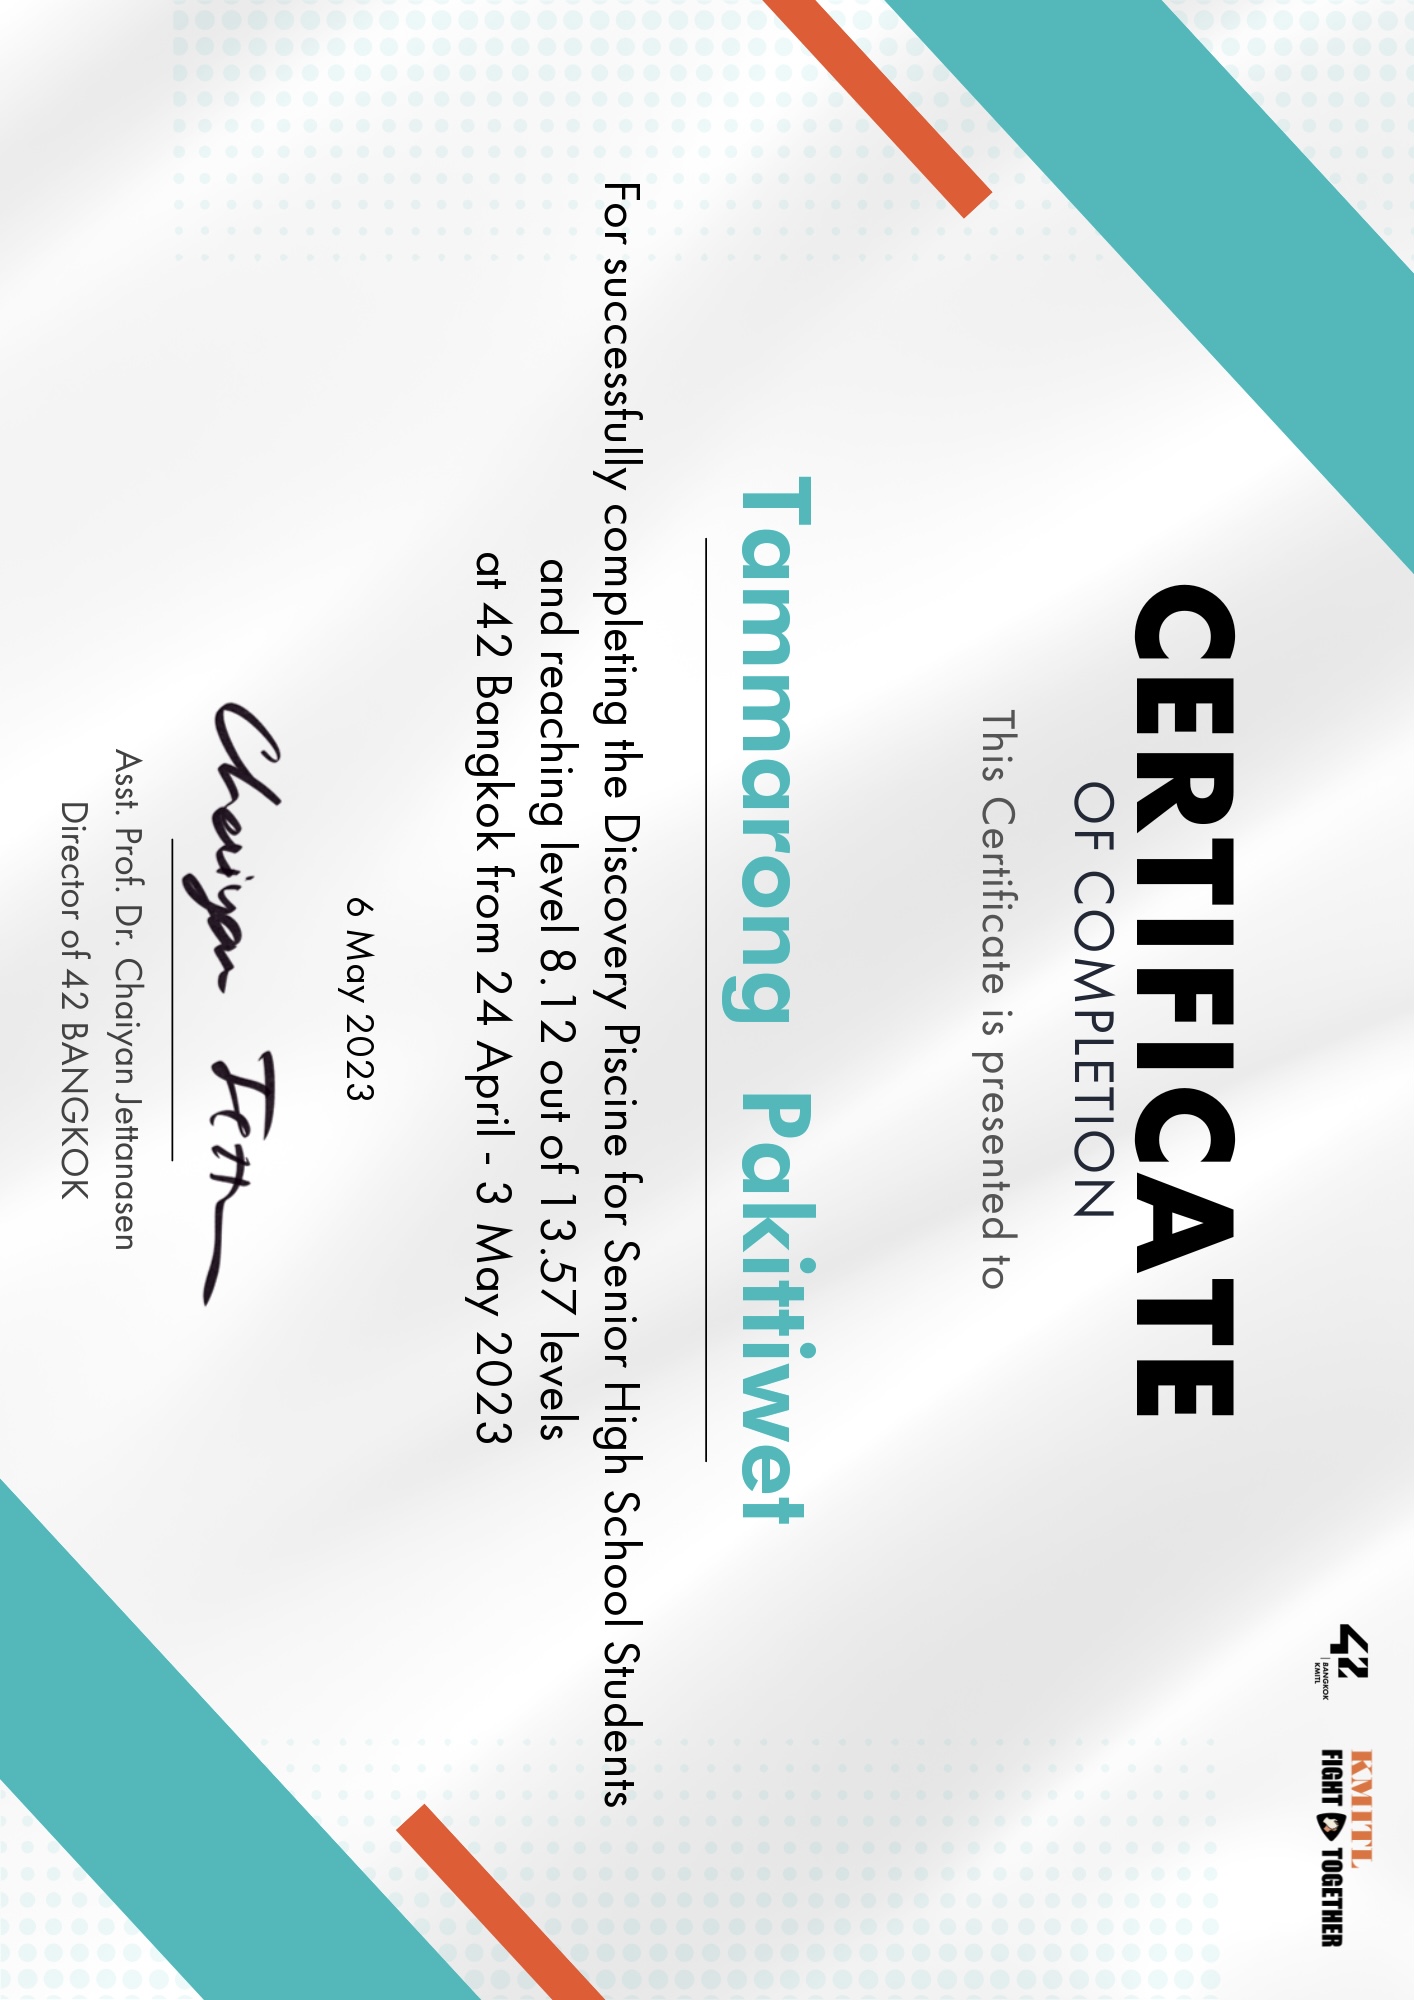 42
BANGKOK
KMITL
KMITL
FIGHT TOGETHER
CERTIFICATE
OF COMPLETION
This Certificate is presented to
Tammarong Pakittiwet
For successfully completing the Discovery Piscine for Senior High School Students
and reaching level 8.12 out of 13.57 levels
at 42 Bangkok from 24 April - 3 May 2023
6 May 2023
Chaiyan Jett
Asst. Prof. Dr. Chaiyan Jettanasen
Director of 42 BANGKOK